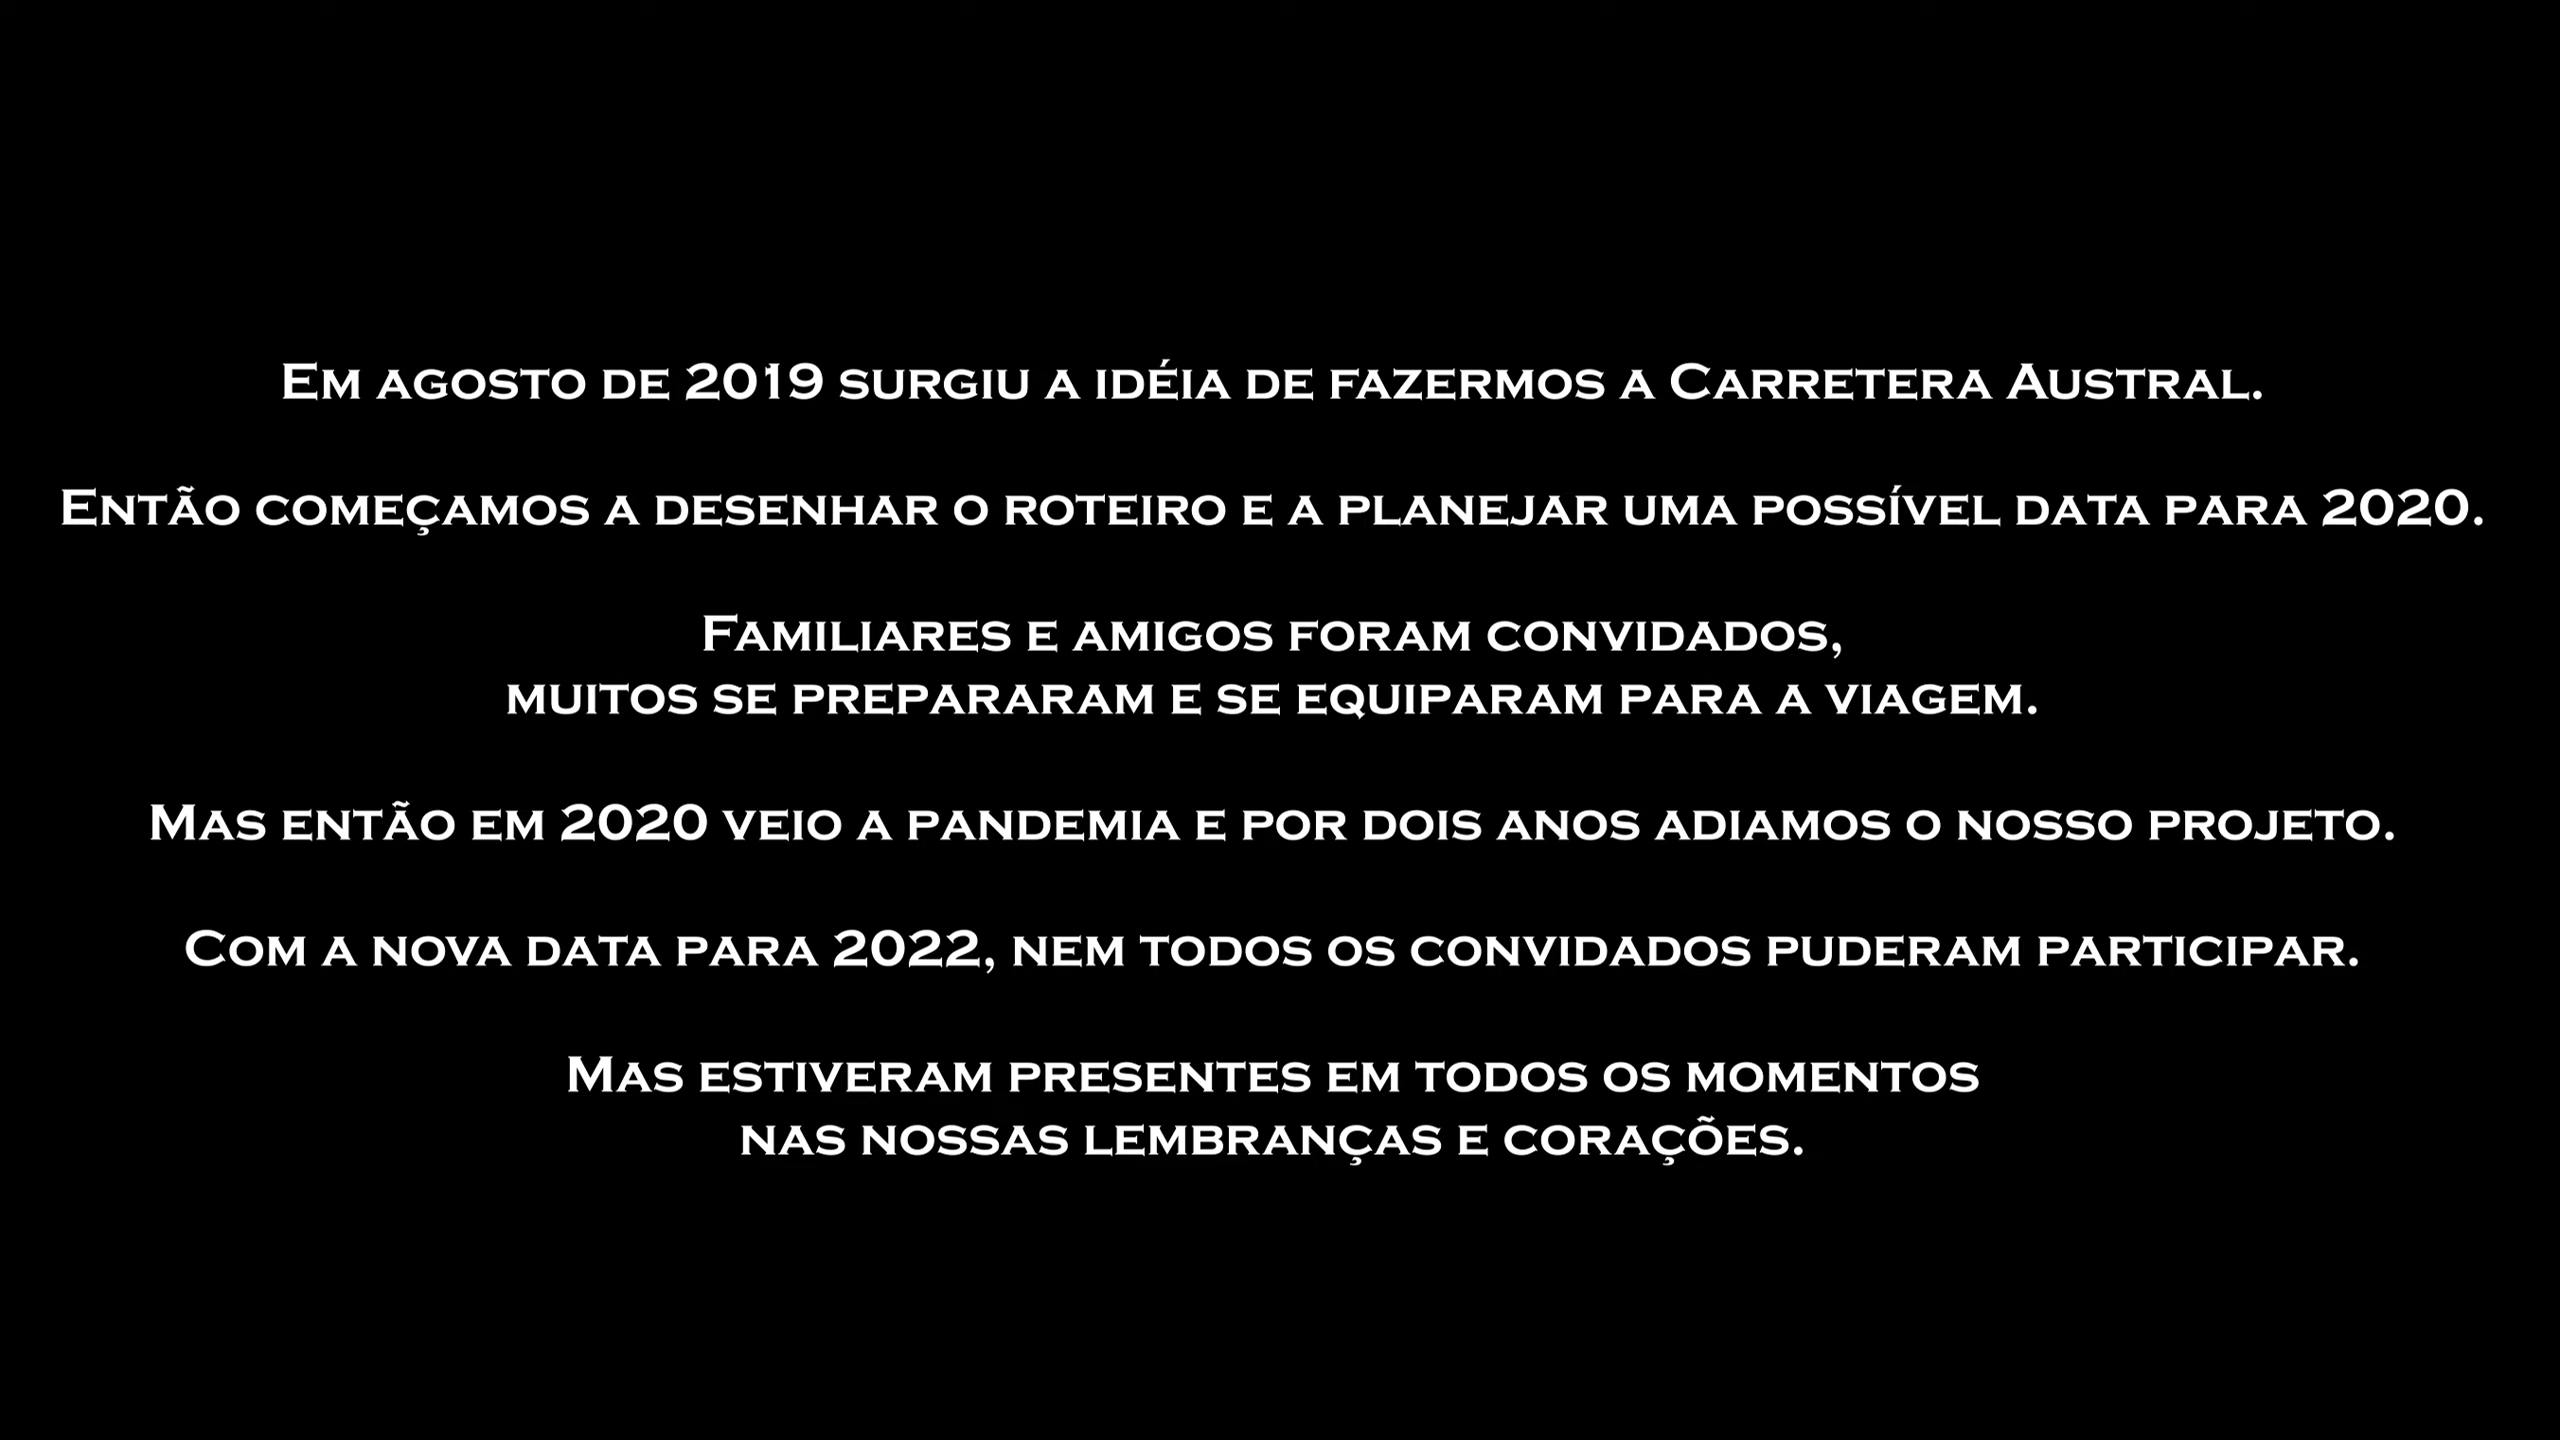 Em agosto de 2019 surgiu a idéia de fazermos a Carretera Austral.
Então começamos a desenhar o roteiro e a planejar uma possível data para 2020.
Familiares e amigos foram convidados,
muitos se prepararam e se equiparam para a viagem.
Mas então em 2020 veio a pandemia e por dois anos adiamos o nosso projeto.
Com a nova data para 2022, nem todos os convidados puderam participar.
Mas estiveram presentes em todos os momentos
nas nossas lembranças e corações.